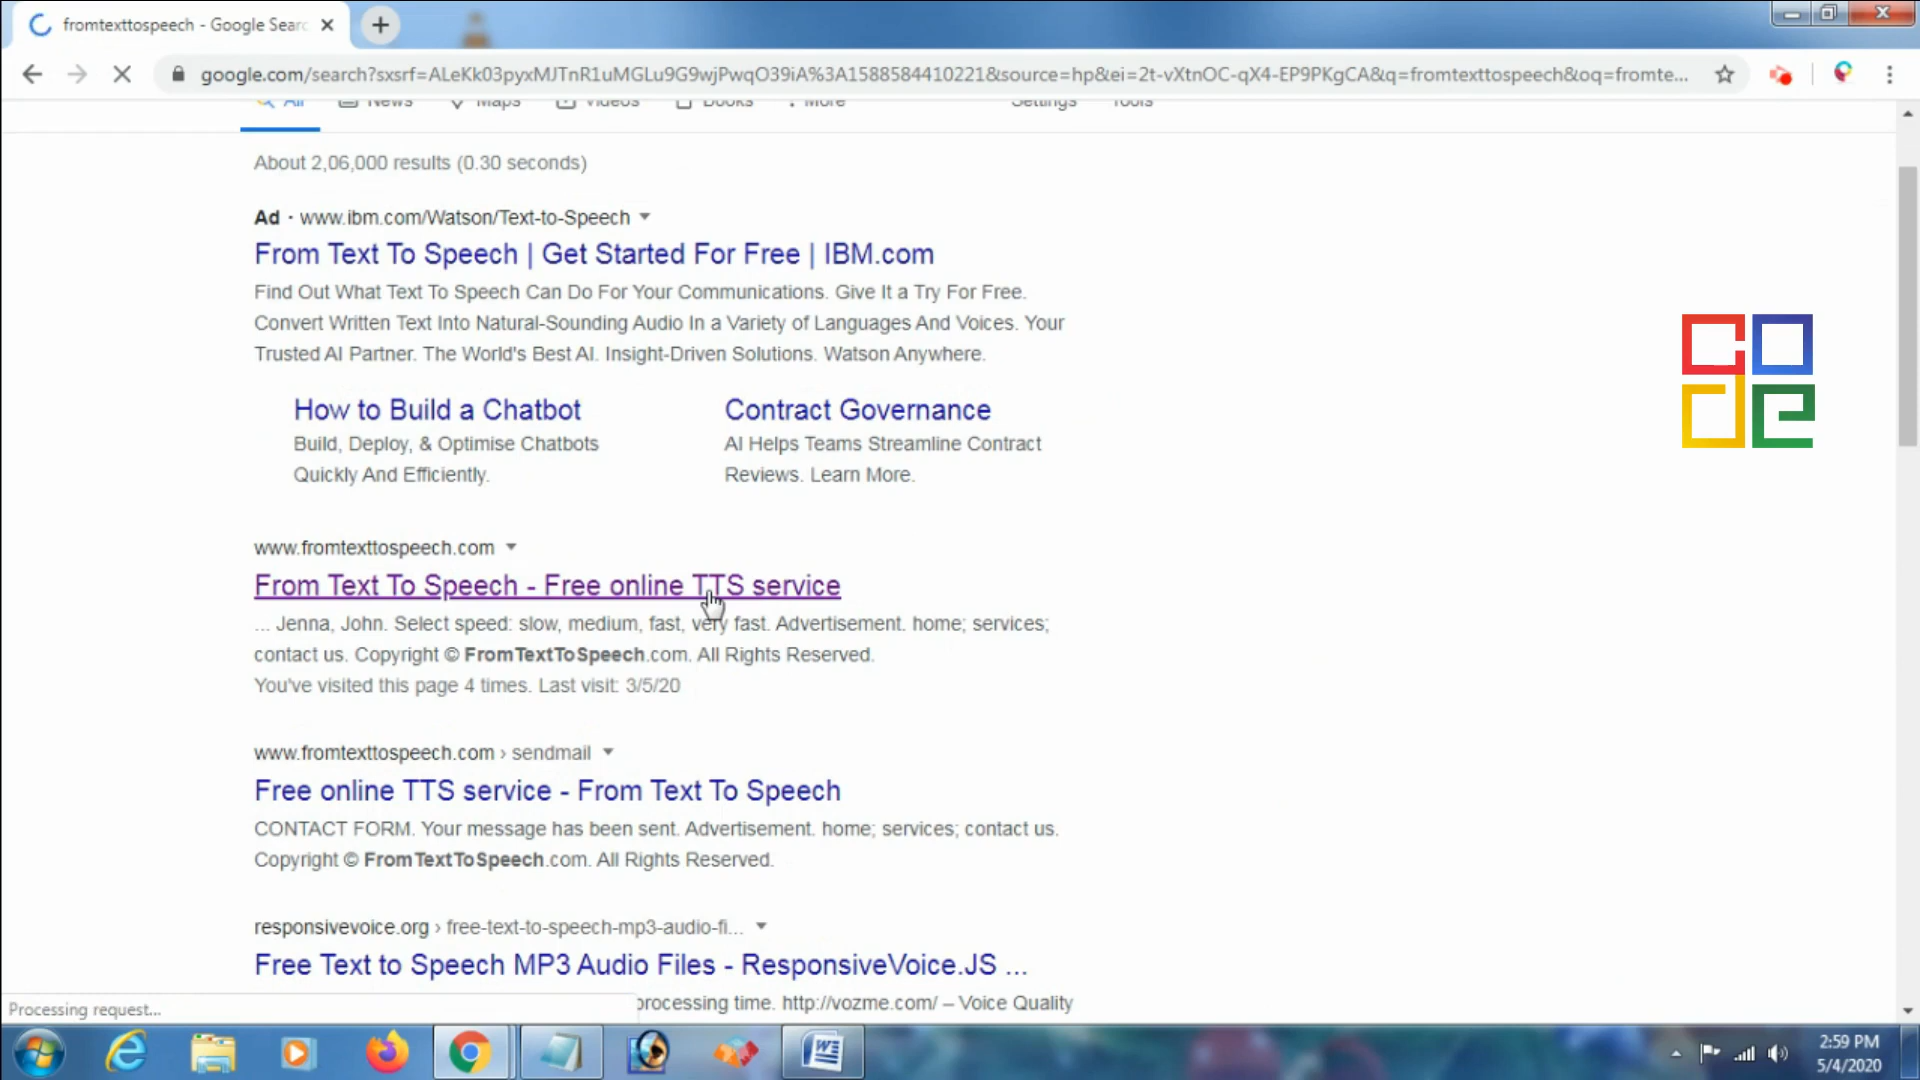 fromtexttospeech - Google Searc
google.com/search?sxsrf=ALeKk03pyxMJTnR1uMGLu9G9wjPwqO39iA%3A1588584410221&source=hp&ei=2t-vXtnOC-qX4-EP9PKgCA&q=fromtexttospeech&oq=fromte...
All News Maps Videos Books More Settings Tools
About 2,06,000 results (0.30 seconds)
Ad · www.ibm.com/Watson/Text-to-Speech
From Text To Speech | Get Started For Free | IBM.com
Find Out What Text To Speech Can Do For Your Communications. Give It a Try For Free.
Convert Written Text Into Natural-Sounding Audio In a Variety of Languages And Voices. Your
Trusted AI Partner. The World's Best AI. Insight-Driven Solutions. Watson Anywhere.
How to Build a Chatbot
Build, Deploy, & Optimise Chatbots
Quickly And Efficiently.
Contract Governance
AI Helps Teams Streamline Contract
Reviews. Learn More.
CODE
www.fromtexttospeech.com
From Text To Speech - Free online TTS service
... Jenna, John. Select speed: slow, medium, fast, very fast. Advertisement. home; services;
contact us. Copyright © FromTextToSpeech.com. All Rights Reserved.
You've visited this page 4 times. Last visit: 3/5/20
www.fromtexttospeech.com › sendmail
Free online TTS service - From Text To Speech
CONTACT FORM. Your message has been sent. Advertisement. home; services; contact us.
Copyright © FromTextToSpeech.com. All Rights Reserved.
responsivevoice.org › free-text-to-speech-mp3-audio-fi...
Free Text to Speech MP3 Audio Files - ResponsiveVoice.JS ...
processing time. http://vozme.com/ – Voice Quality
Processing request...
2:59 PM
5/4/2020